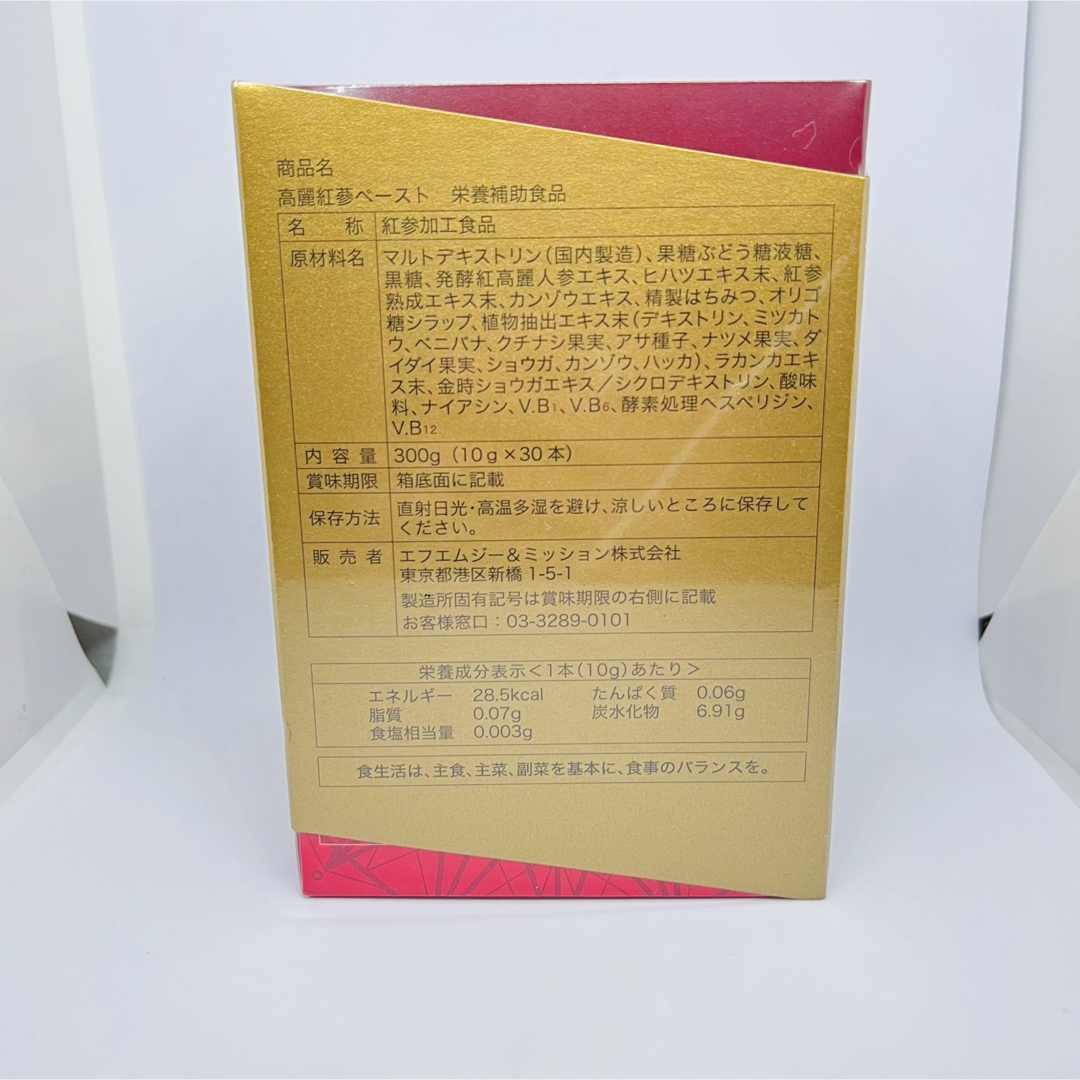 商品名
高麗紅蔘ペースト　栄養補助食品
名　称　紅参加工食品
原材料名　マルトデキストリン（国内製造）、果糖ぶどう糖液糖、
黒糖、発酵紅高麗人参エキス、ヒハツエキス末、紅参
熟成エキス末、カンゾウエキス、精製はちみつ、オリゴ
糖シラップ、植物抽出エキス末（デキストリン、ミツカト
ウ、ベニバナ、クチナシ果実、アサ種子、ナツメ果実、ダ
イダイ果実、ショウガ、カンゾウ、ハッカ）、ラカンカエキ
ス末、金時ショウガエキス／シクロデキストリン、酸味
料、ナイアシン、V.B1、V.B6、酵素処理ヘスペリジン、
V.B12
内容量　300g（10g×30本）
賞味期限　箱底面に記載
保存方法　直射日光・高温多湿を避け、涼しいところに保存して
ください。
販売者　エフエムジー＆ミッション株式会社
東京都港区新橋1-5-1
製造所固有記号は賞味期限の右側に記載
お客様窓口：03-3289-0101
栄養成分表示＜1本（10g）あたり＞
エネルギー　28.5kcal　たんぱく質　0.06g
脂質　0.07g　炭水化物　6.91g
食塩相当量　0.003g
食生活は、主食、主菜、副菜を基本に、食事のバランスを。